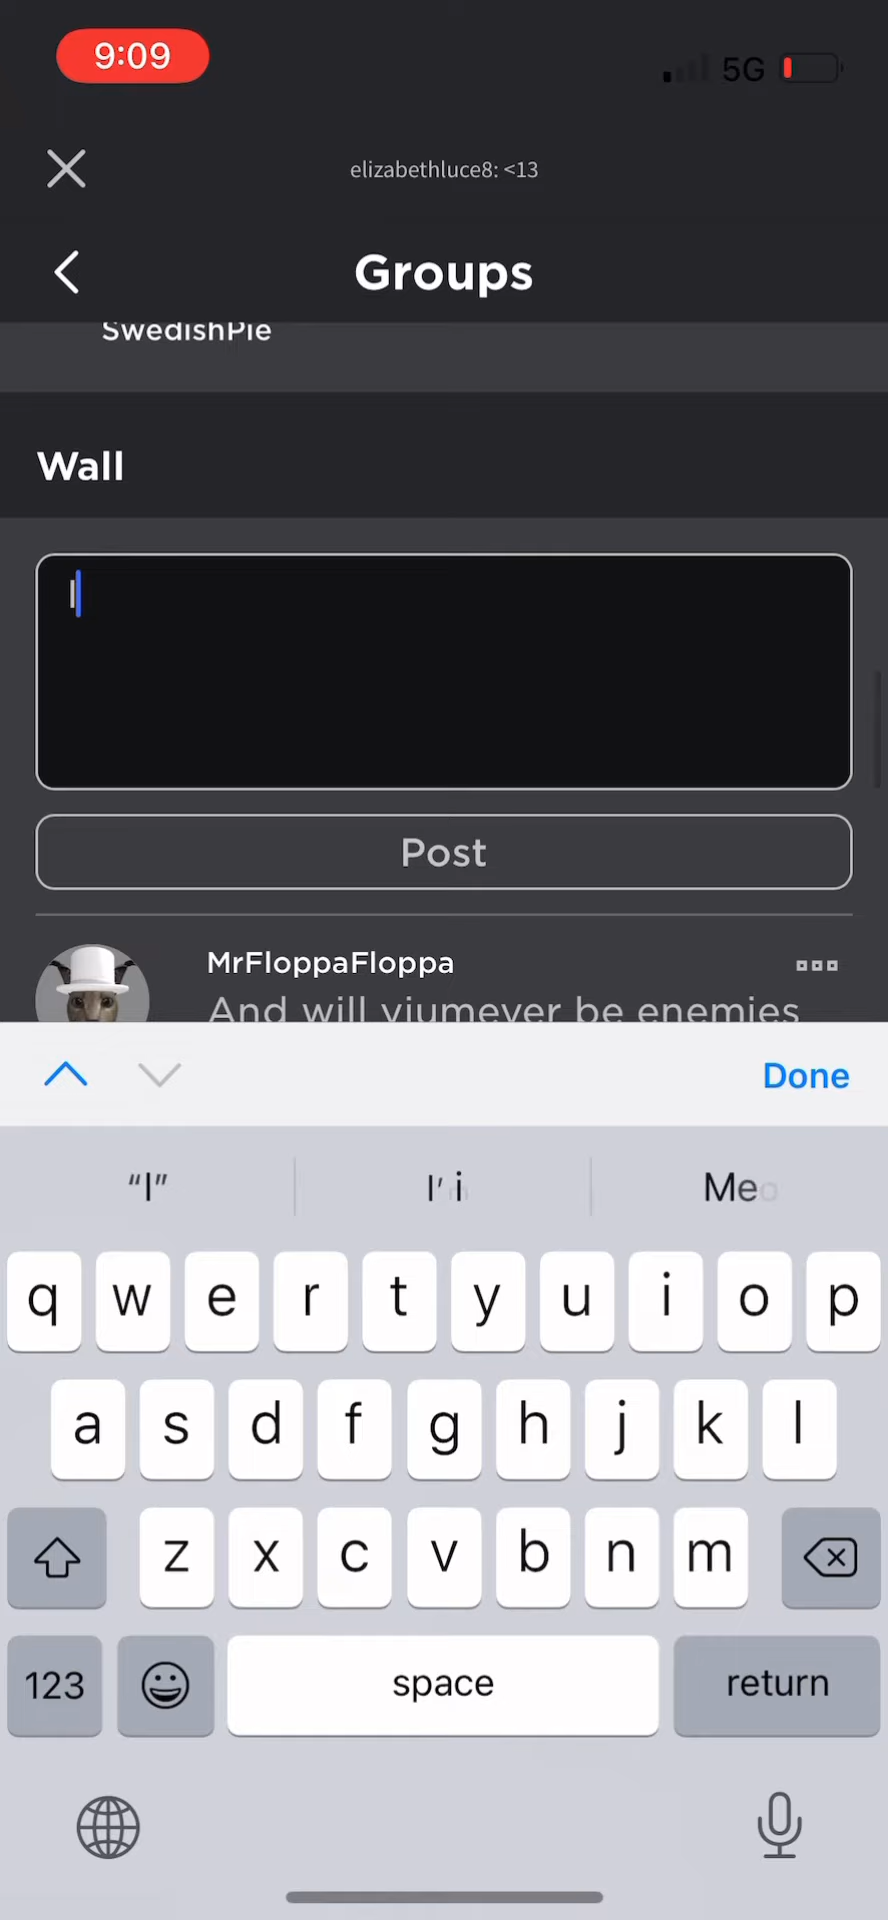 9:09
5G
elizabethluce8: <13
Groups
SwedishPie
Wall
I
Post
MrFloppaFloppa
And will yiumever be enemies
Done
“I”
I' i
Me
q w e r t y u i o p
a s d f g h j k l
z x c v b n m
123
space
return